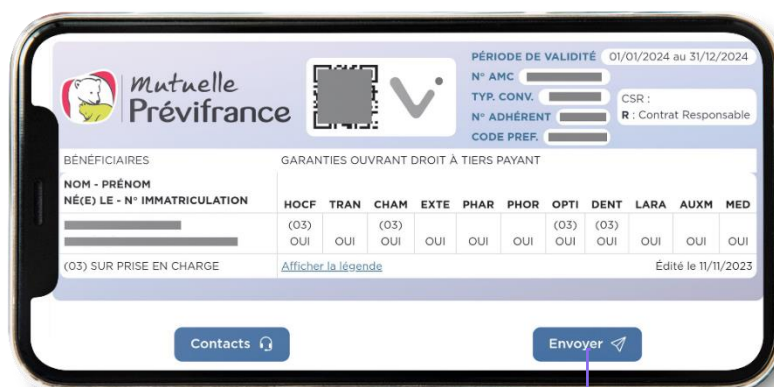 PÉRIODE DE VALIDITÉ 01/01/2024 au 31/12/2024
Mutuelle
Prévifrance
N° AMC
TYP. CONV.
CSR :
N° ADHÉRENT
R : Contrat Responsable
CODE PREF.
BÉNÉFICIAIRES GARANTIES OUVRANT DROIT À TIERS PAYANT
NOM - PRÉNOM
NÉ(E) LE - N° IMMATRICULATION HOCF TRAN CHAM EXTE PHAR PHOR OPTI DENT LARA AUXM MED
(03) (03) (03) (03)
OUI OUI OUI OUI OUI OUI OUI OUI OUI OUI OUI
(03) SUR PRISE EN CHARGE Afficher la légende Édité le 11/11/2023
Contacts Envoyer